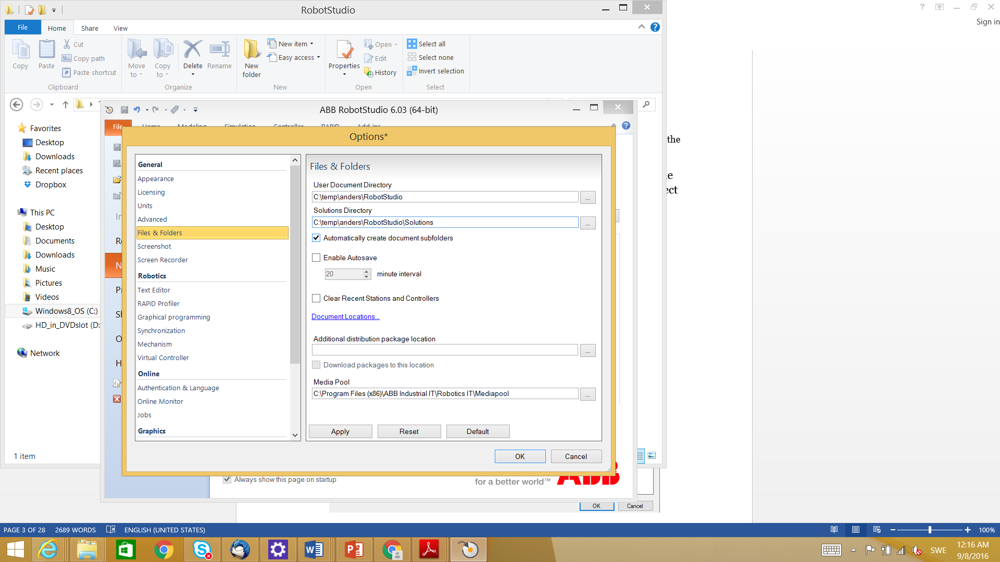 RobotStudio
Sign in
File
Home
Share
View
Copy
Paste
Cut
Copy path
Paste shortcut
Clipboard
Move to
Copy to
Delete
Rename
Organize
New folder
New item
Easy access
New
Properties
Open
Edit
History
Open
Select all
Select none
Invert selection
Select
Favorites
Desktop
Downloads
Recent places
Dropbox
This PC
Desktop
Documents
Downloads
Music
Pictures
Videos
Windows8_OS (C:)
HD_in_DVDslot (D:
Network
1 item
ABB RobotStudio 6.03 (64-bit)
File
Home
Modeling
Simulation
Controller
RAPID
Add-Ins
In
N
O
H
Options*
General
Appearance
Licensing
Units
Advanced
Files & Folders
Screenshot
Screen Recorder
Robotics
Text Editor
RAPID Profiler
Graphical programming
Synchronization
Mechanism
Virtual Controller
Online
Authentication & Language
Online Monitor
Jobs
Graphics
Files & Folders
User Document Directory
C:\temp\anders\RobotStudio
...
Solutions Directory
C:\temp\anders\RobotStudio\Solutions
...
Automatically create document subfolders
Enable Autosave
20
minute interval
Clear Recent Stations and Controllers
Document Locations...
Additional distribution package location
...
Download packages to this location
Media Pool
C:\Program Files (x86)\ABB Industrial IT\Robotics IT\Mediapool
...
Apply
Reset
Default
OK
Cancel
Always show this page on startup
for a better world™
ABB
the
ect
OK
Cancel
PAGE 3 OF 28
2689 WORDS
ENGLISH (UNITED STATES)
100%
SWE
12:16 AM
9/8/2016